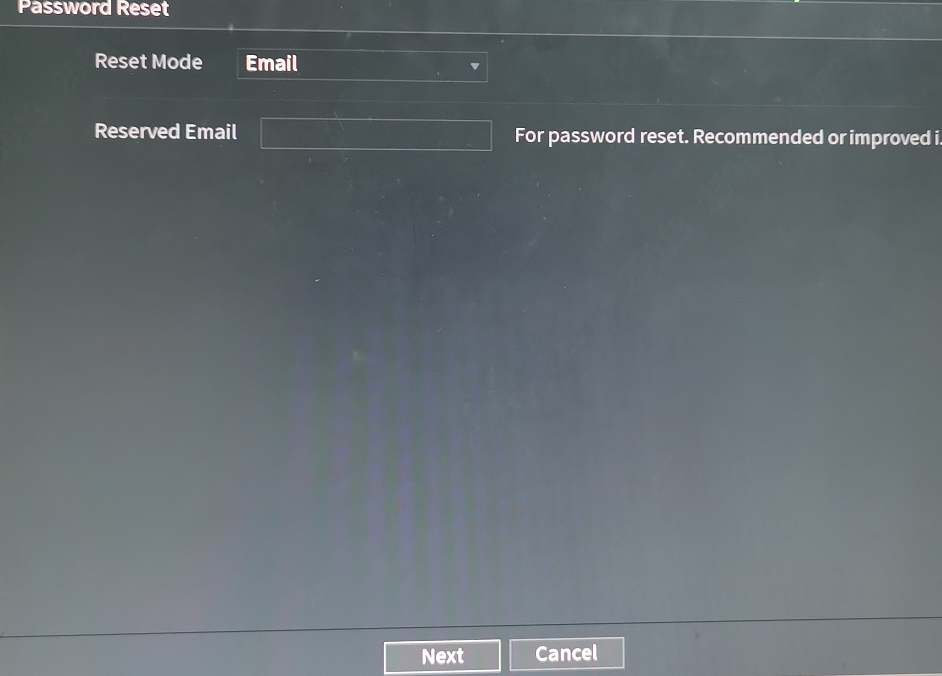 Password Reset
Reset Mode Email
Reserved Email For password reset. Recommended or improved i.
Next Cancel